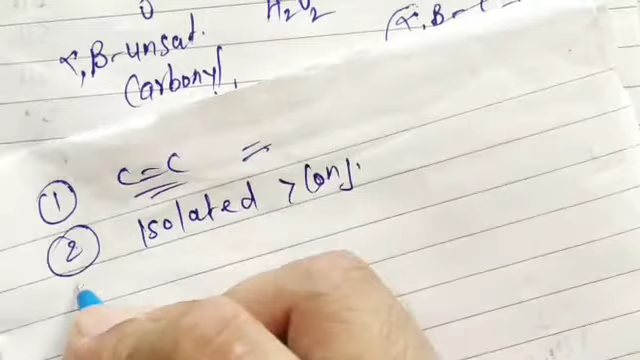 O
H2O2
α,β-unsat.
Carbonyl.
(α,β-
① C=C =
② Isolated > Conj.